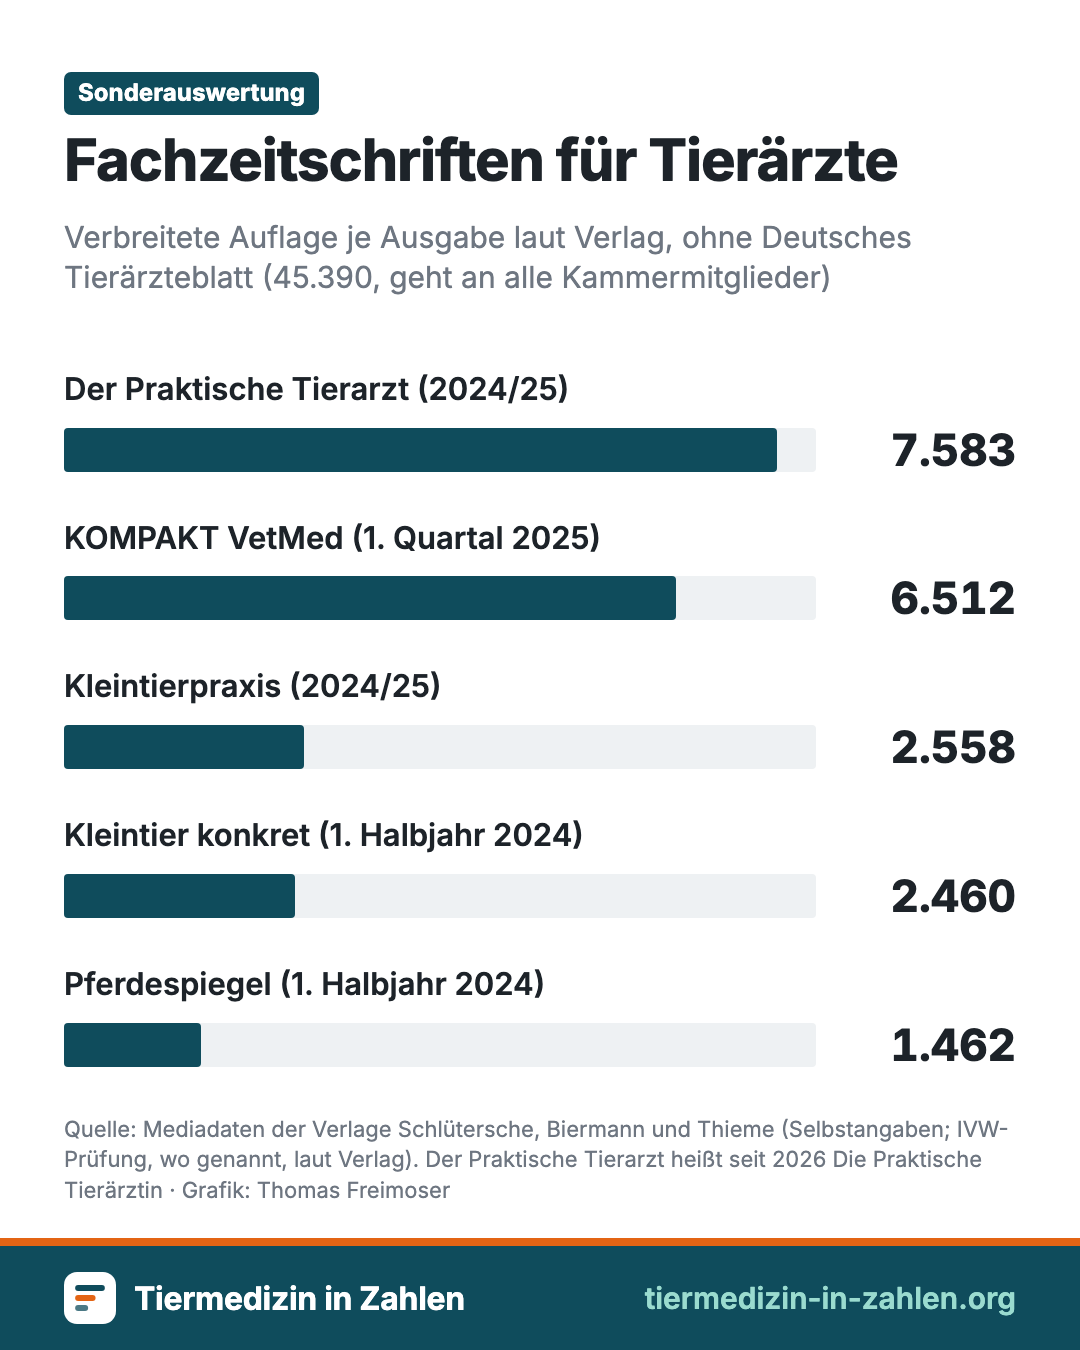 Sonderauswertung
Fachzeitschriften für Tierärzte
Verbreitete Auflage je Ausgabe laut Verlag, ohne Deutsches
Tierärzteblatt (45.390, geht an alle Kammermitglieder)
Der Praktische Tierarzt (2024/25)
7.583
KOMPAKT VetMed (1. Quartal 2025)
6.512
Kleintierpraxis (2024/25)
2.558
Kleintier konkret (1. Halbjahr 2024)
2.460
Pferdespiegel (1. Halbjahr 2024)
1.462
Quelle: Mediadaten der Verlage Schlütersche, Biermann und Thieme (Selbstangaben; IVW-
Prüfung, wo genannt, laut Verlag). Der Praktische Tierarzt heißt seit 2026 Die Praktische
Tierärztin · Grafik: Thomas Freimoser
Tiermedizin in Zahlen
tiermedizin-in-zahlen.org